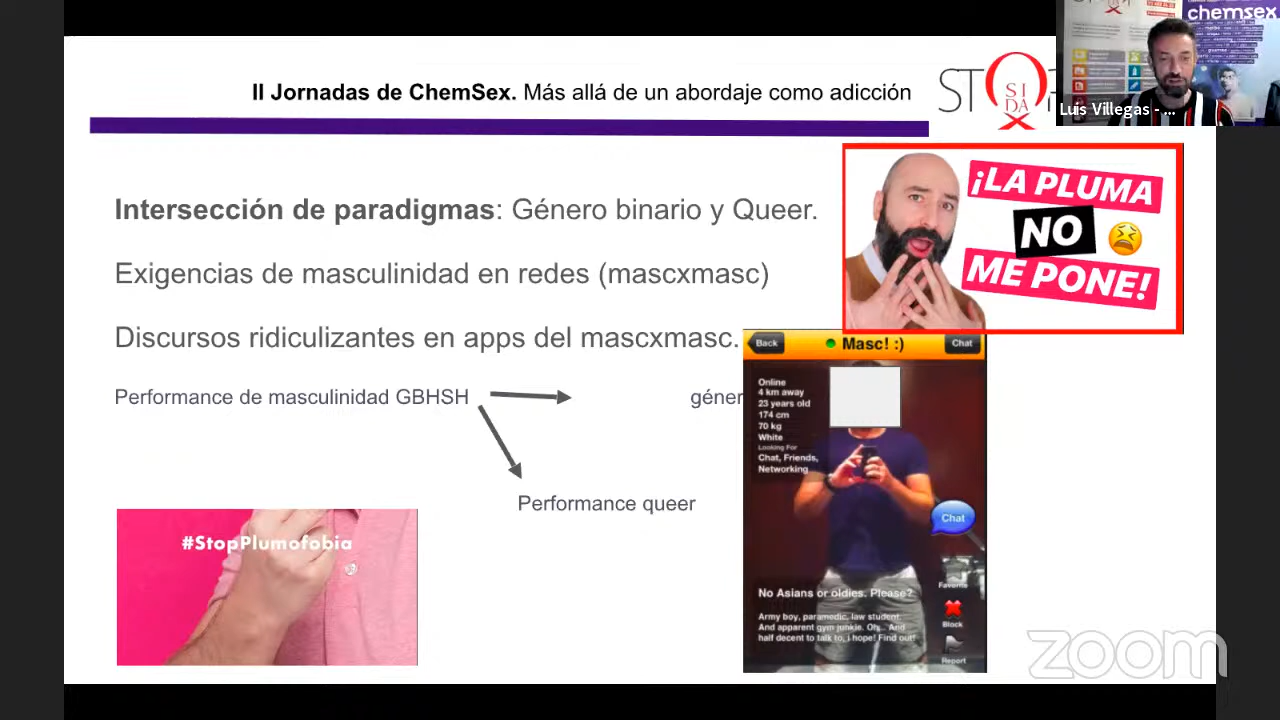 II Jornadas de ChemSex. Más allá de un abordaje como adicción
ST P
SI
DA
chemsex
Luis Villegas - ...
Intersección de paradigmas: Género binario y Queer.
Exigencias de masculinidad en redes (mascxmasc)
Discursos ridiculizantes en apps del mascxmasc.
Performance de masculinidad GBHSH
géner
Performance queer
#StopPlumofobia
¡LA PLUMA
NO
ME PONE!
Back
Masc! :)
Chat
Online
4 km away
23 years old
174 cm
70 kg
White
Looking For
Chat, Friends,
Networking
Chat
Favorite
Block
Report
No Asians or oldies. Please?
Army boy, paramedic, law student.
And apparent gym junkie. Oh.. And
half decent to talk to, i hope! Find out!
zoom